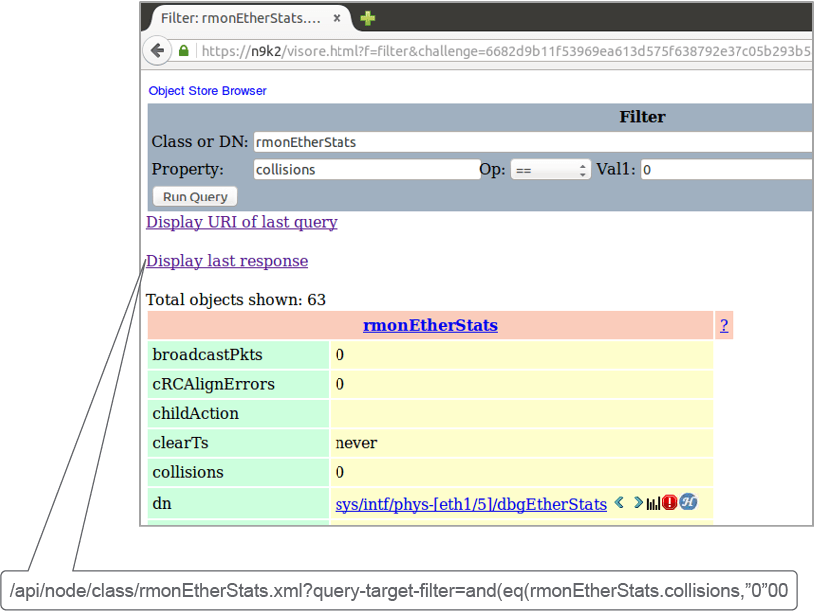 Filter: rmonEtherStats.... x
https://n9k2/visore.html?f=filter&challenge=6682d9b11f53969ea613d575f638792e37c05b293b5
Object Store Browser
Filter
Class or DN: rmonEtherStats
Property: collisions Op: == Val1: 0
Run Query
Display URI of last query
Display last response
Total objects shown: 63
rmonEtherStats ?
broadcastPkts 0
cRCAlignErrors 0
childAction
clearTs never
collisions 0
dn sys/intf/phys-[eth1/5]/dbgEtherStats H
/api/node/class/rmonEtherStats.xml?query-target-filter=and(eq(rmonEtherStats.collisions,”0”00